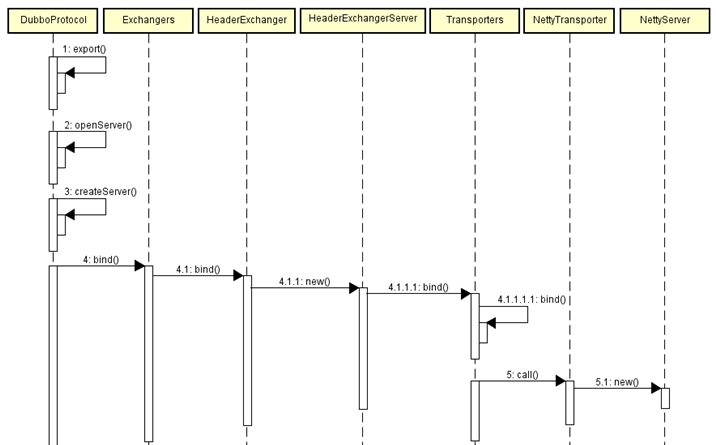 DubboProtocol
Exchangers
HeaderExchanger
HeaderExchangerServer
Transporters
NettyTransporter
NettyServer
1: export()
2: openServer()
3: createServer()
4: bind()
4.1: bind()
4.1.1: new()
4.1.1.1: bind()
4.1.1.1.1: bind()
5: call()
5.1: new()